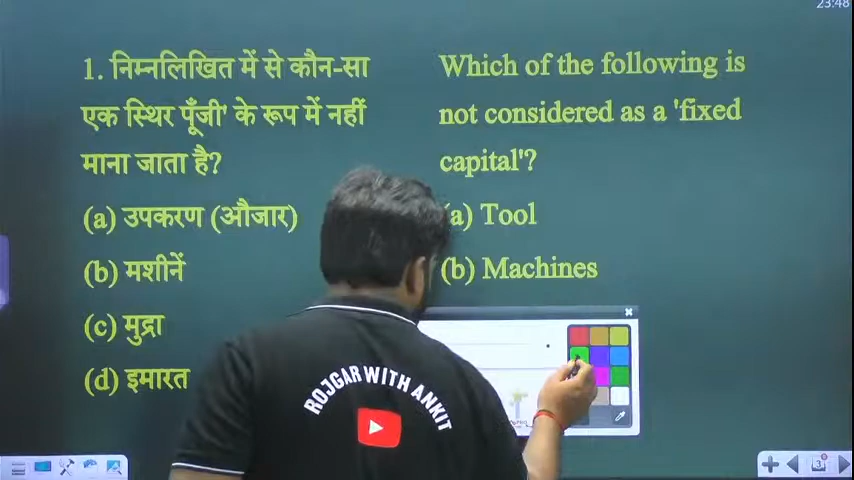 23:48
1. निम्नलिखित में से कौन-सा
एक स्थिर पूँजी' के रूप में नहीं
माना जाता है?
(a) उपकरण (औजार)
(b) मशीनें
(c) मुद्रा
(d) इमारत
Which of the following is
not considered as a 'fixed
capital'?
(a) Tool
(b) Machines
ROJGAR WITH ANKIT